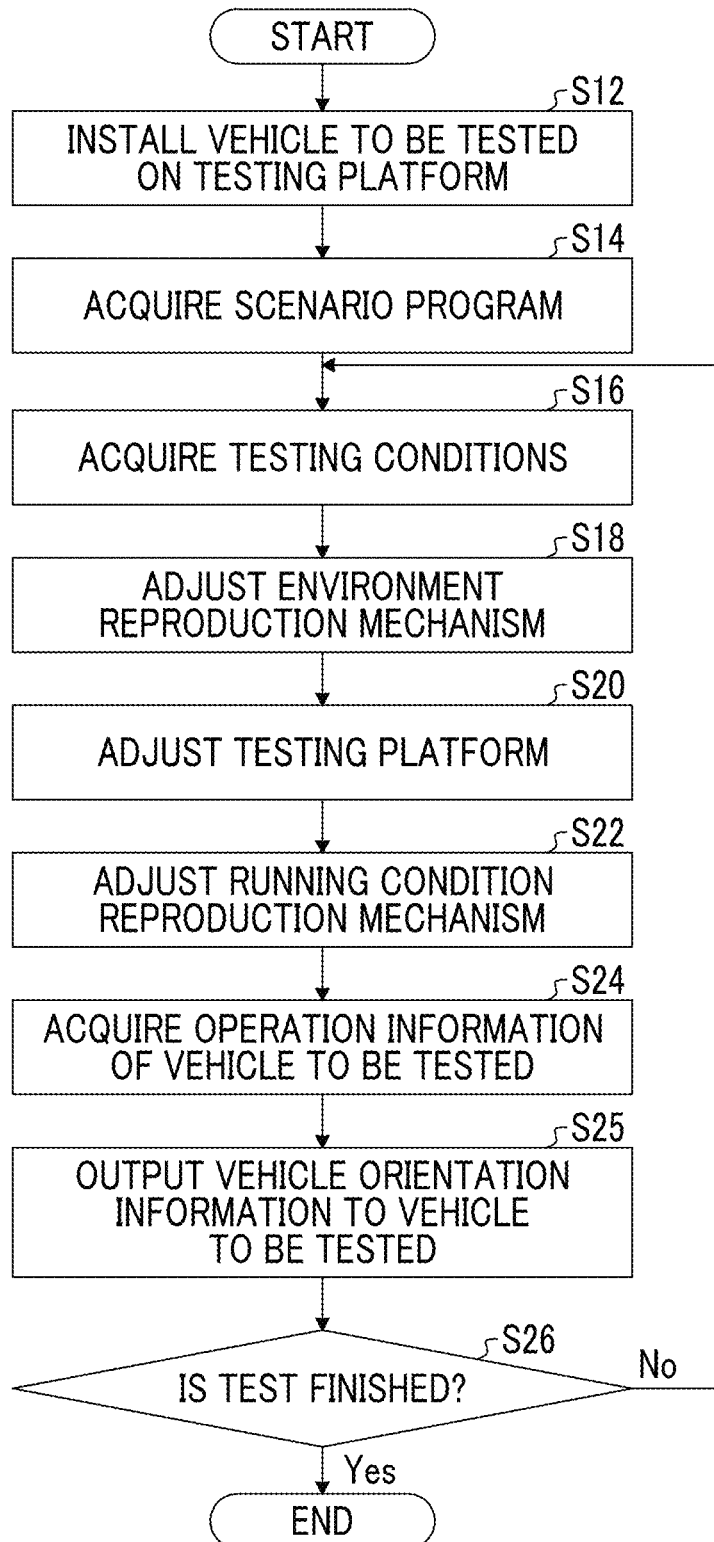 START
S12
INSTALL VEHICLE TO BE TESTED
ON TESTING PLATFORM
S14
ACQUIRE SCENARIO PROGRAM
S16
ACQUIRE TESTING CONDITIONS
S18
ADJUST ENVIRONMENT
REPRODUCTION MECHANISM
S20
ADJUST TESTING PLATFORM
S22
ADJUST RUNNING CONDITION
REPRODUCTION MECHANISM
S24
ACQUIRE OPERATION INFORMATION
OF VEHICLE TO BE TESTED
S25
OUTPUT VEHICLE ORIENTATION
INFORMATION TO VEHICLE
TO BE TESTED
S26
IS TEST FINISHED?
No
Yes
END